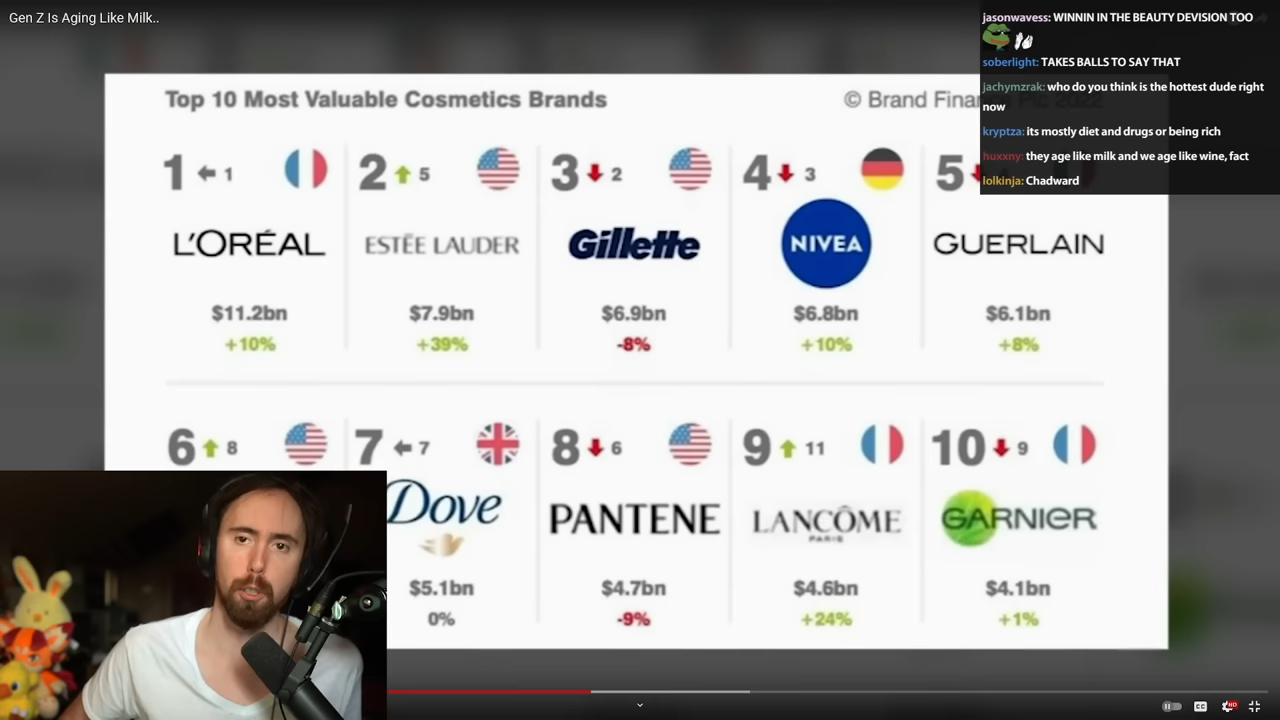 Gen Z Is Aging Like Milk..
jasonwavess: WINNIN IN THE BEAUTY DEVISION TOO
soberlight: TAKES BALLS TO SAY THAT
jachymzrak: who do you think is the hottest dude right
now
kryptza: its mostly diet and drugs or being rich
huxxny: they age like milk and we age like wine, fact
lolkinja: Chadward
Top 10 Most Valuable Cosmetics Brands
© Brand Finance Plc 2022
1 1
2 5
3 2
4 3
5
L'ORÉAL
ESTĒE LAUDER
Gillette
NIVEA
GUERLAIN
$11.2bn
$7.9bn
$6.9bn
$6.8bn
$6.1bn
+10%
+39%
-8%
+10%
+8%
6 8
7 7
8 6
9 11
10 9
Dove
PANTENE
LANCÔME
PARIS
GARNIER
$5.1bn
$4.7bn
$4.6bn
$4.1bn
0%
-9%
+24%
+1%
CC
HD